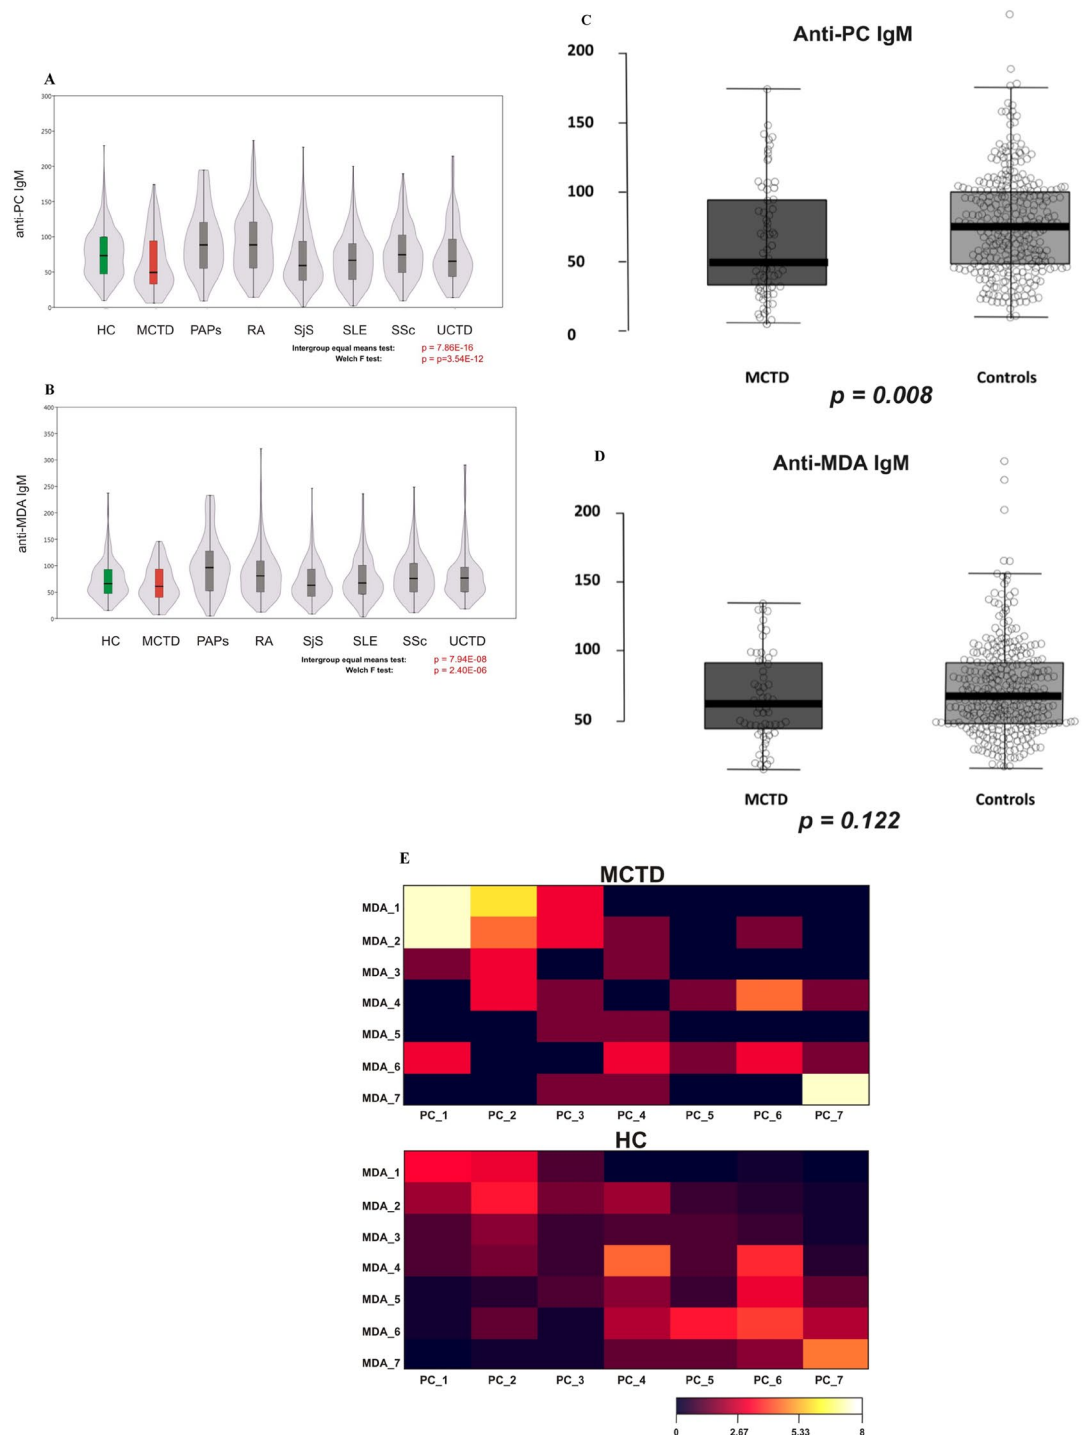 A
300
250
200
150
100
50
0
anti-PC IgM
HC MCTD PAPs RA SjS SLE SSc UCTD
Intergroup equal means test: p = 7.86E-16
Welch F test: p = p=3.54E-12
B
400
350
300
250
200
150
100
50
0
anti-MDA IgM
HC MCTD PAPs RA SjS SLE SSc UCTD
Intergroup equal means test: p = 7.94E-08
Welch F test: p = 2.40E-06
C
Anti-PC IgM
200
150
100
50
0
MCTD Controls
p = 0.008
D
Anti-MDA IgM
200
150
100
50
MCTD Controls
p = 0.122
E
MCTD
MDA_1
MDA_2
MDA_3
MDA_4
MDA_5
MDA_6
MDA_7
PC_1 PC_2 PC_3 PC_4 PC_5 PC_6 PC_7
HC
MDA_1
MDA_2
MDA_3
MDA_4
MDA_5
MDA_6
MDA_7
PC_1 PC_2 PC_3 PC_4 PC_5 PC_6 PC_7
0 2.67 5.33 8